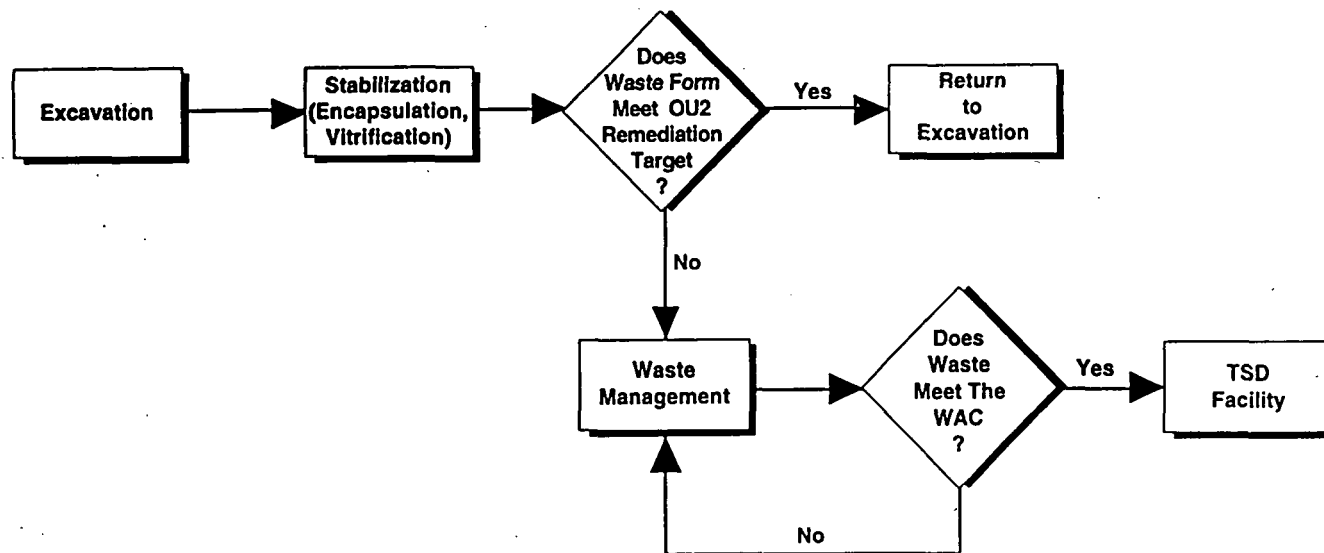 Excavation
Stabilization
(Encapsulation,
Vitrification)
Does
Waste Form
Meet OU2
Remediation
Target
?
Yes
Return
to
Excavation
No
Waste
Management
Does
Waste
Meet The
WAC
?
Yes
TSD
Facility
No